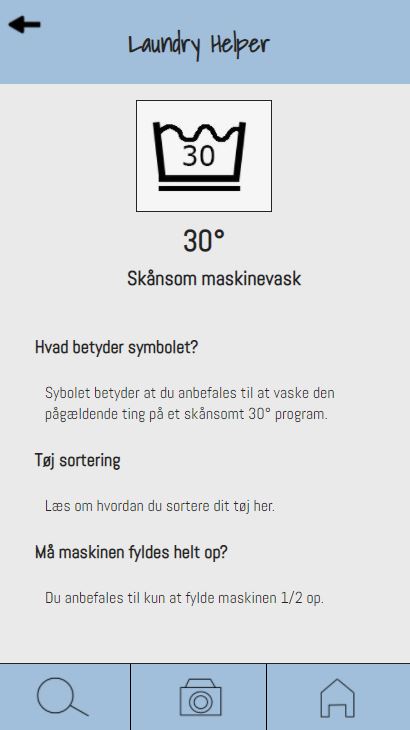 Laundry Helper
30
30°
Skånsom maskinevask
Hvad betyder symbolet?
Sybolet betyder at du anbefales til at vaske den
pågældende ting på et skånsomt 30° program.
Tøj sortering
Læs om hvordan du sortere dit tøj her.
Må maskinen fyldes helt op?
Du anbefales til kun at fylde maskinen 1/2 op.